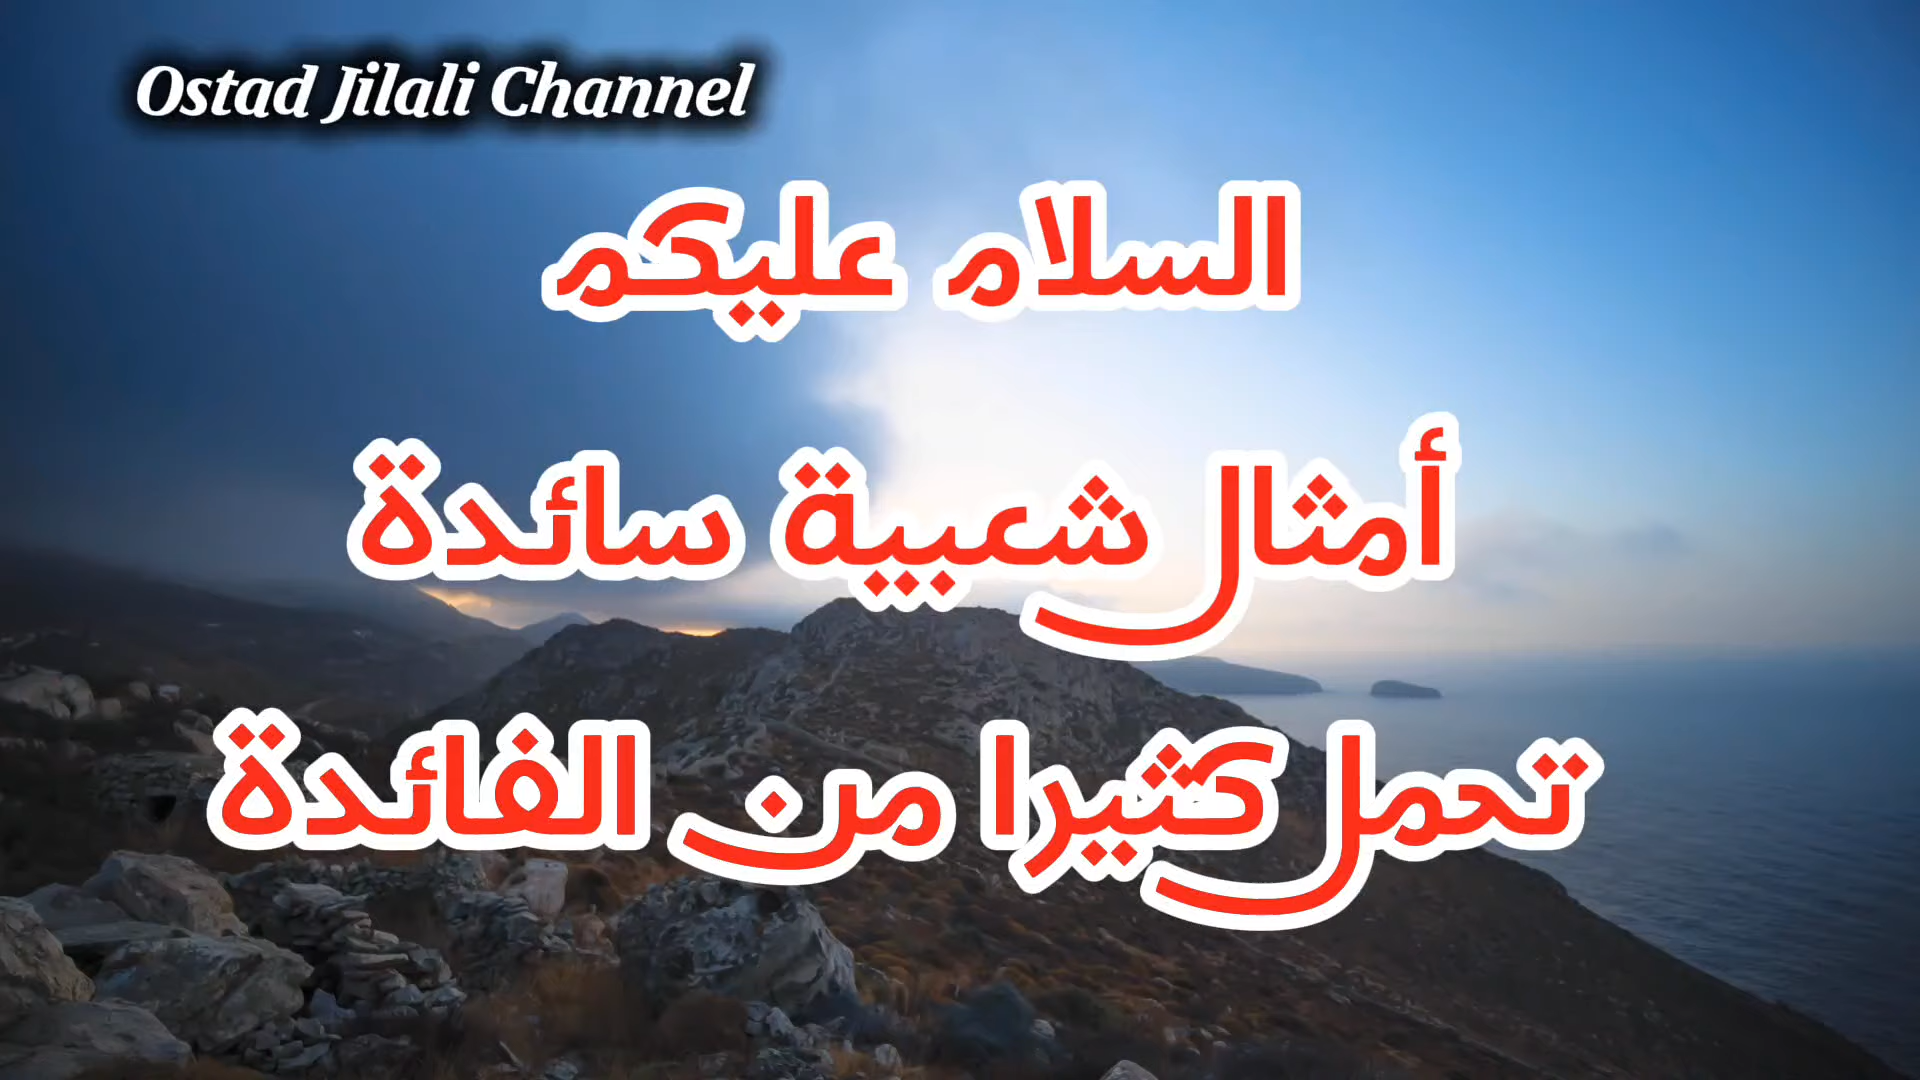 Ostad Jilali Channel
السلام عليكم
أمثال شعبية سائدة
تحمل كثيرا من الفائدة